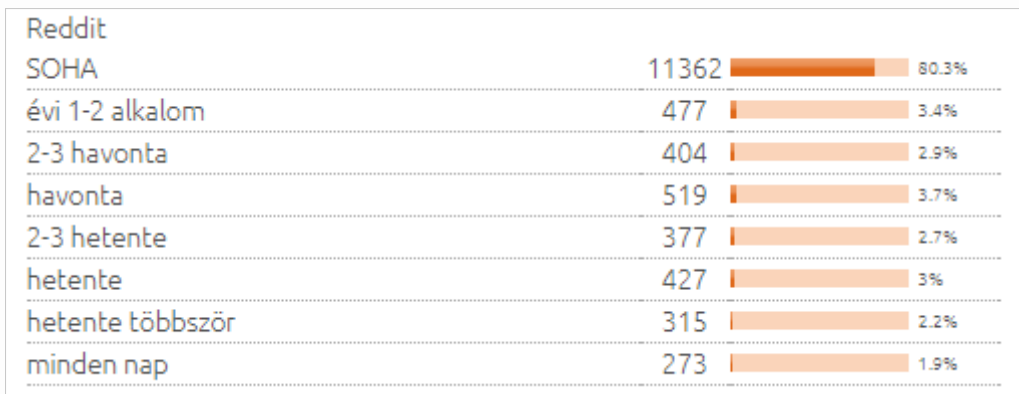 Reddit
SOHA 11362 80.3%
évi 1-2 alkalom 477 3.4%
2-3 havonta 404 2.9%
havonta 519 3.7%
2-3 hetente 377 2.7%
hetente 427 3%
hetente többször 315 2.2%
minden nap 273 1.9%